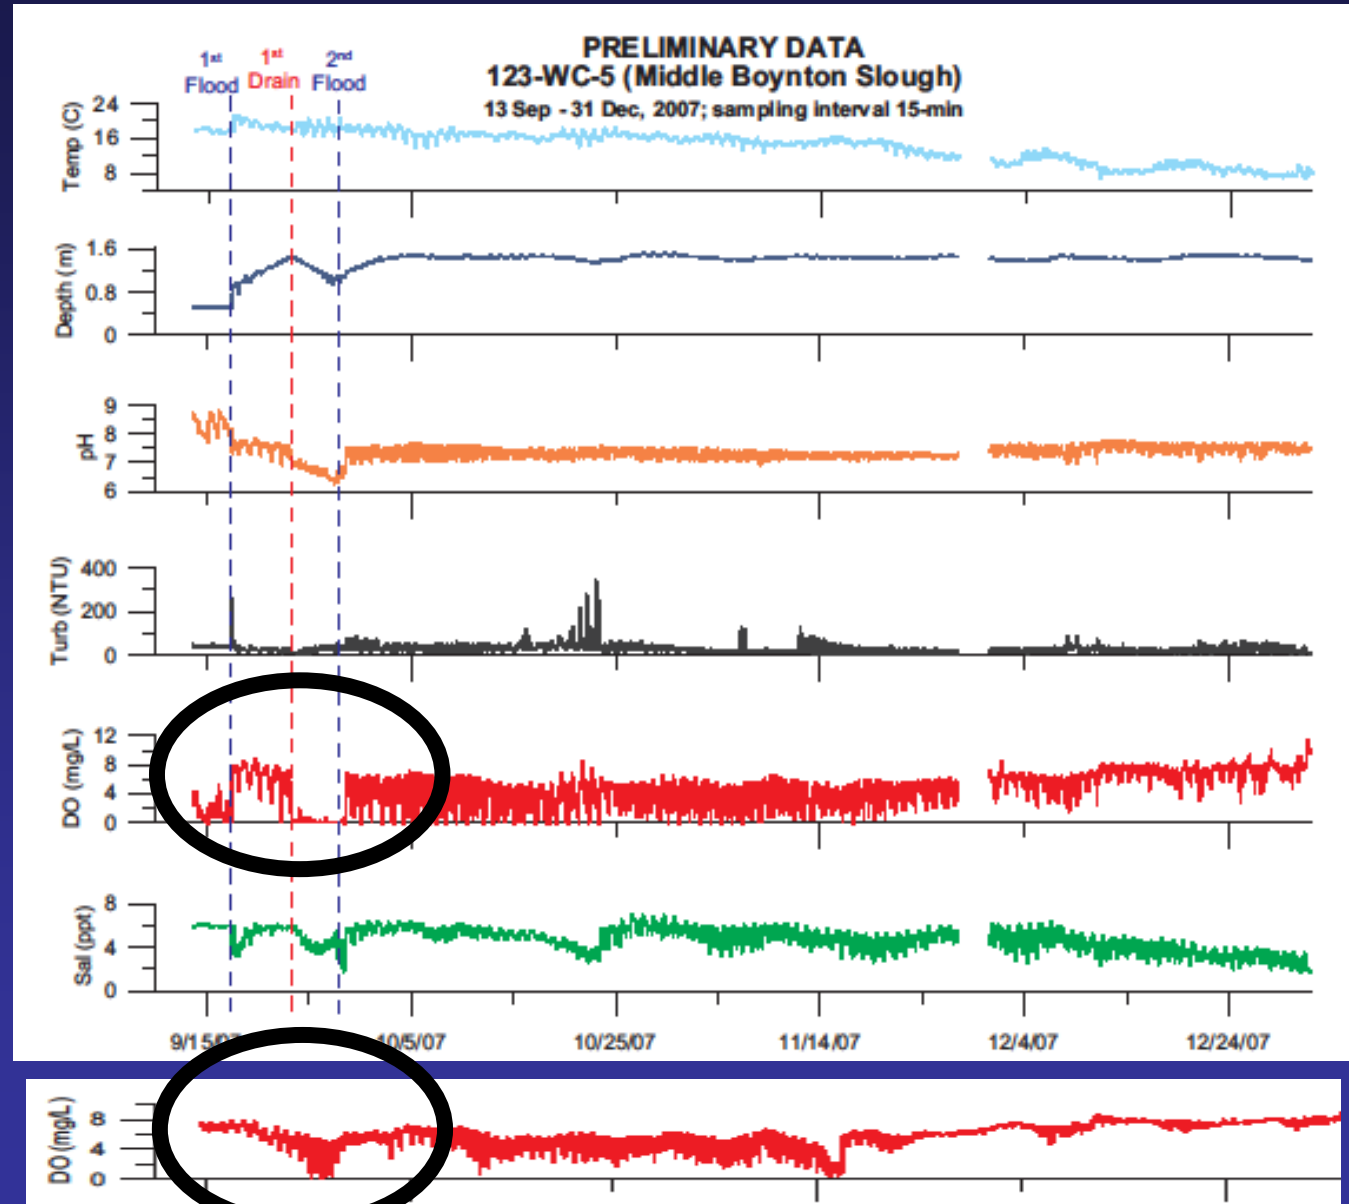 PRELIMINARY DATA
123-WC-5 (Middle Boynton Slough)
13 Sep - 31 Dec, 2007; sampling interval 15-min
1st Flood
1st Drain
2nd Flood
Temp (C)
24
16
8
Depth (m)
1.6
0.8
0
pH
9
8
7
6
Turb (NTU)
400
200
0
DO (mg/L)
12
8
4
0
Sal (ppt)
8
4
0
9/15/07 10/5/07 10/25/07 11/14/07 12/4/07 12/24/07
DO (mg/L)
8
4
0